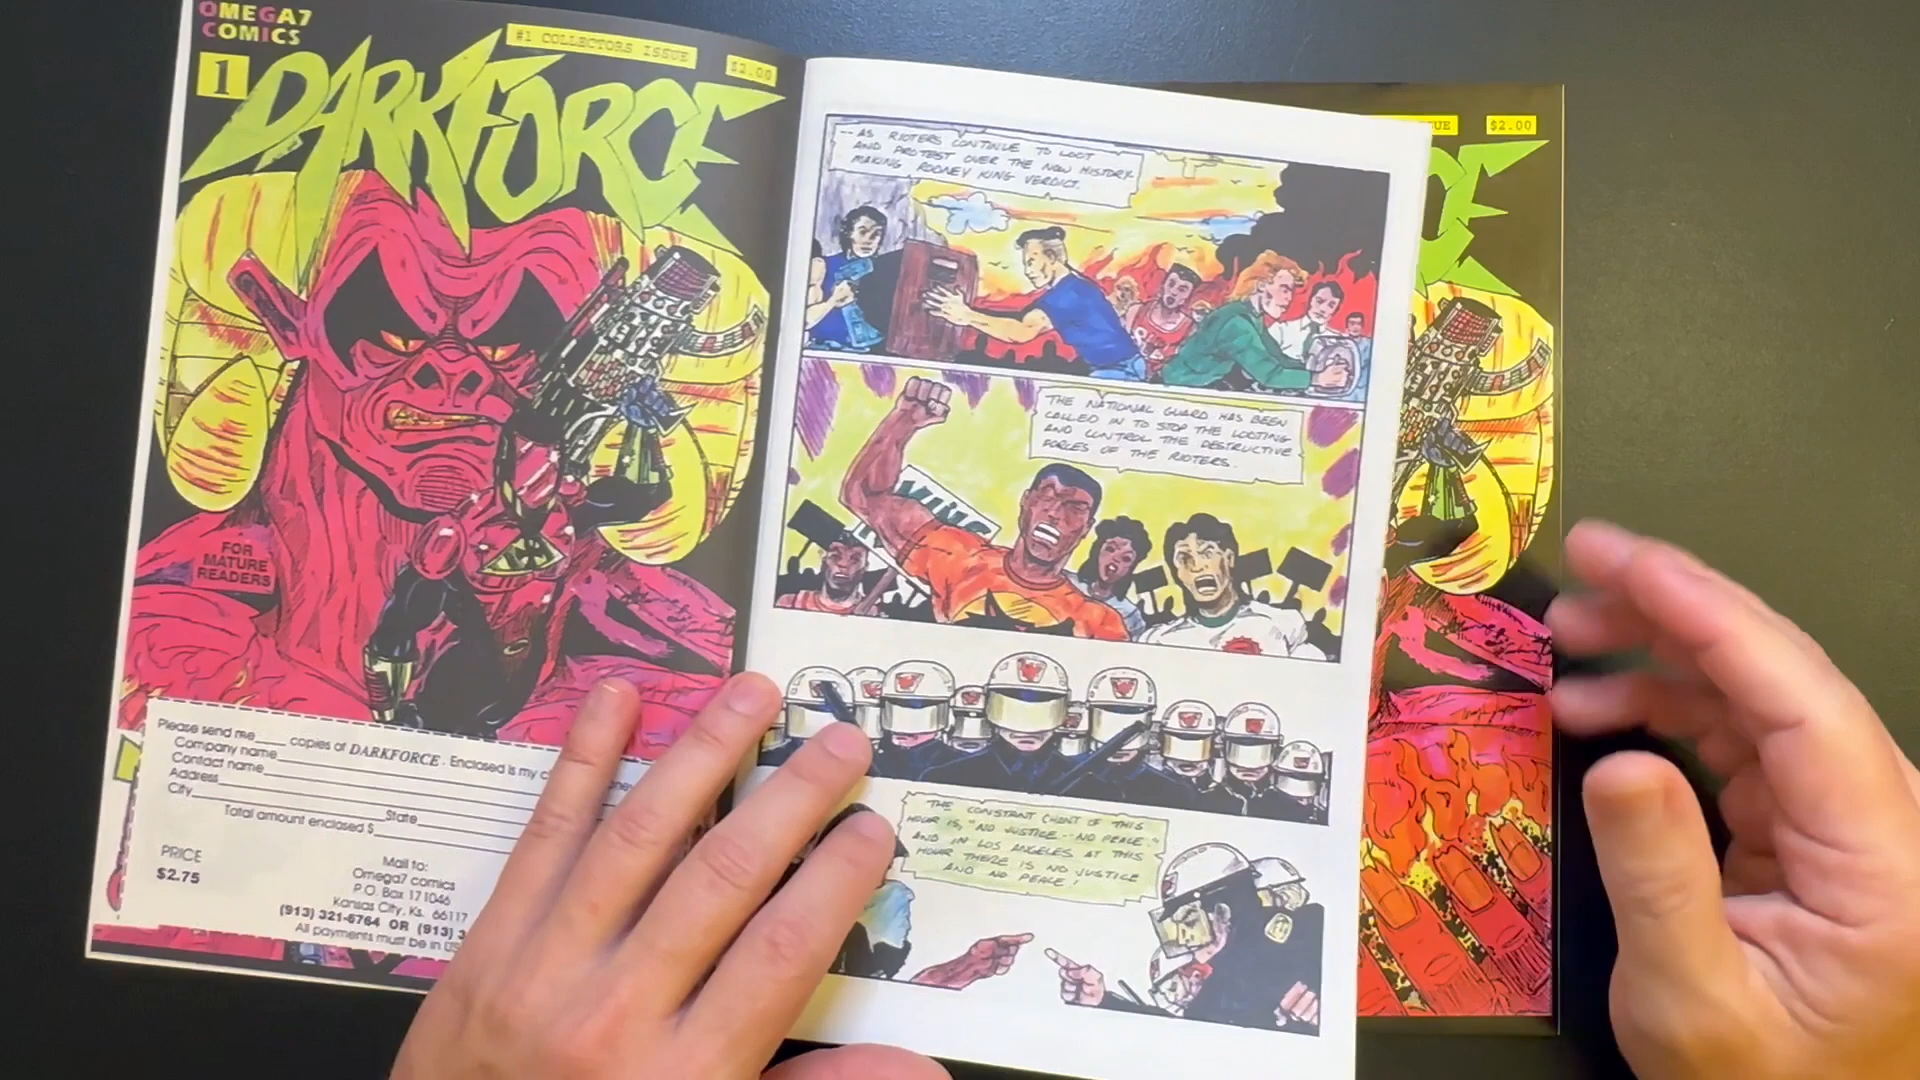 OMEGA7
COMICS
#1 COLLECTORS ISSUE
$2.00
1
DARKFORCE
FOR
MATURE
READERS
Please send me ___ copies of DARKFORCE. Enclosed is my
Company name
Contact name
Address
City
State
Total amount enclosed $
PRICE
$2.75
Mail to:
Omega7 comics
P.O. Box 171046
Kansas City, Ks. 66117
(913) 321-6764 OR (913) 3
All payments must be in US
--AS RIOTERS CONTINUE TO LOOT
AND PROTEST OVER THE NOW HISTORY
MAKING RODNEY KING VERDICT.
THE NATIONAL GUARD HAS BEEN
CALLED IN TO STOP THE LOOTING
AND CONTROL THE DESTRUCTIVE
FORCES OF THE RIOTERS.
THE CONSTANT CHANT OF THIS
HOUR IS, "NO JUSTICE -- NO PEACE."
AND IN LOS ANGELES AT THIS
HOUR THERE IS NO JUSTICE
AND NO PEACE!
UE
$2.00
CE